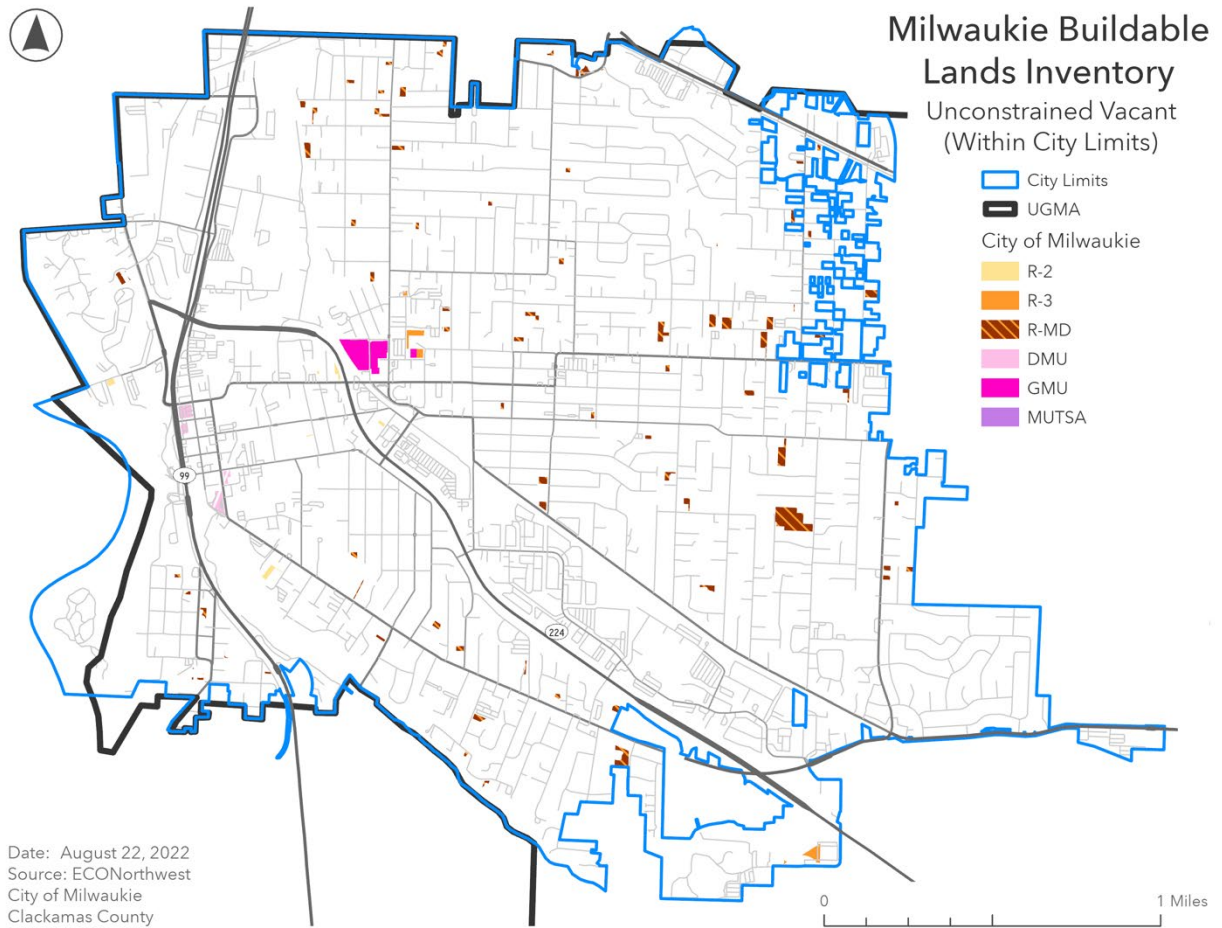 Milwaukie Buildable
Lands Inventory
Unconstrained Vacant
(Within City Limits)
City Limits
UGMA
City of Milwaukie
R-2
R-3
R-MD
DMU
GMU
MUTSA
99
224
Date: August 22, 2022
Source: ECONorthwest
City of Milwaukie
Clackamas County
0 1 Miles